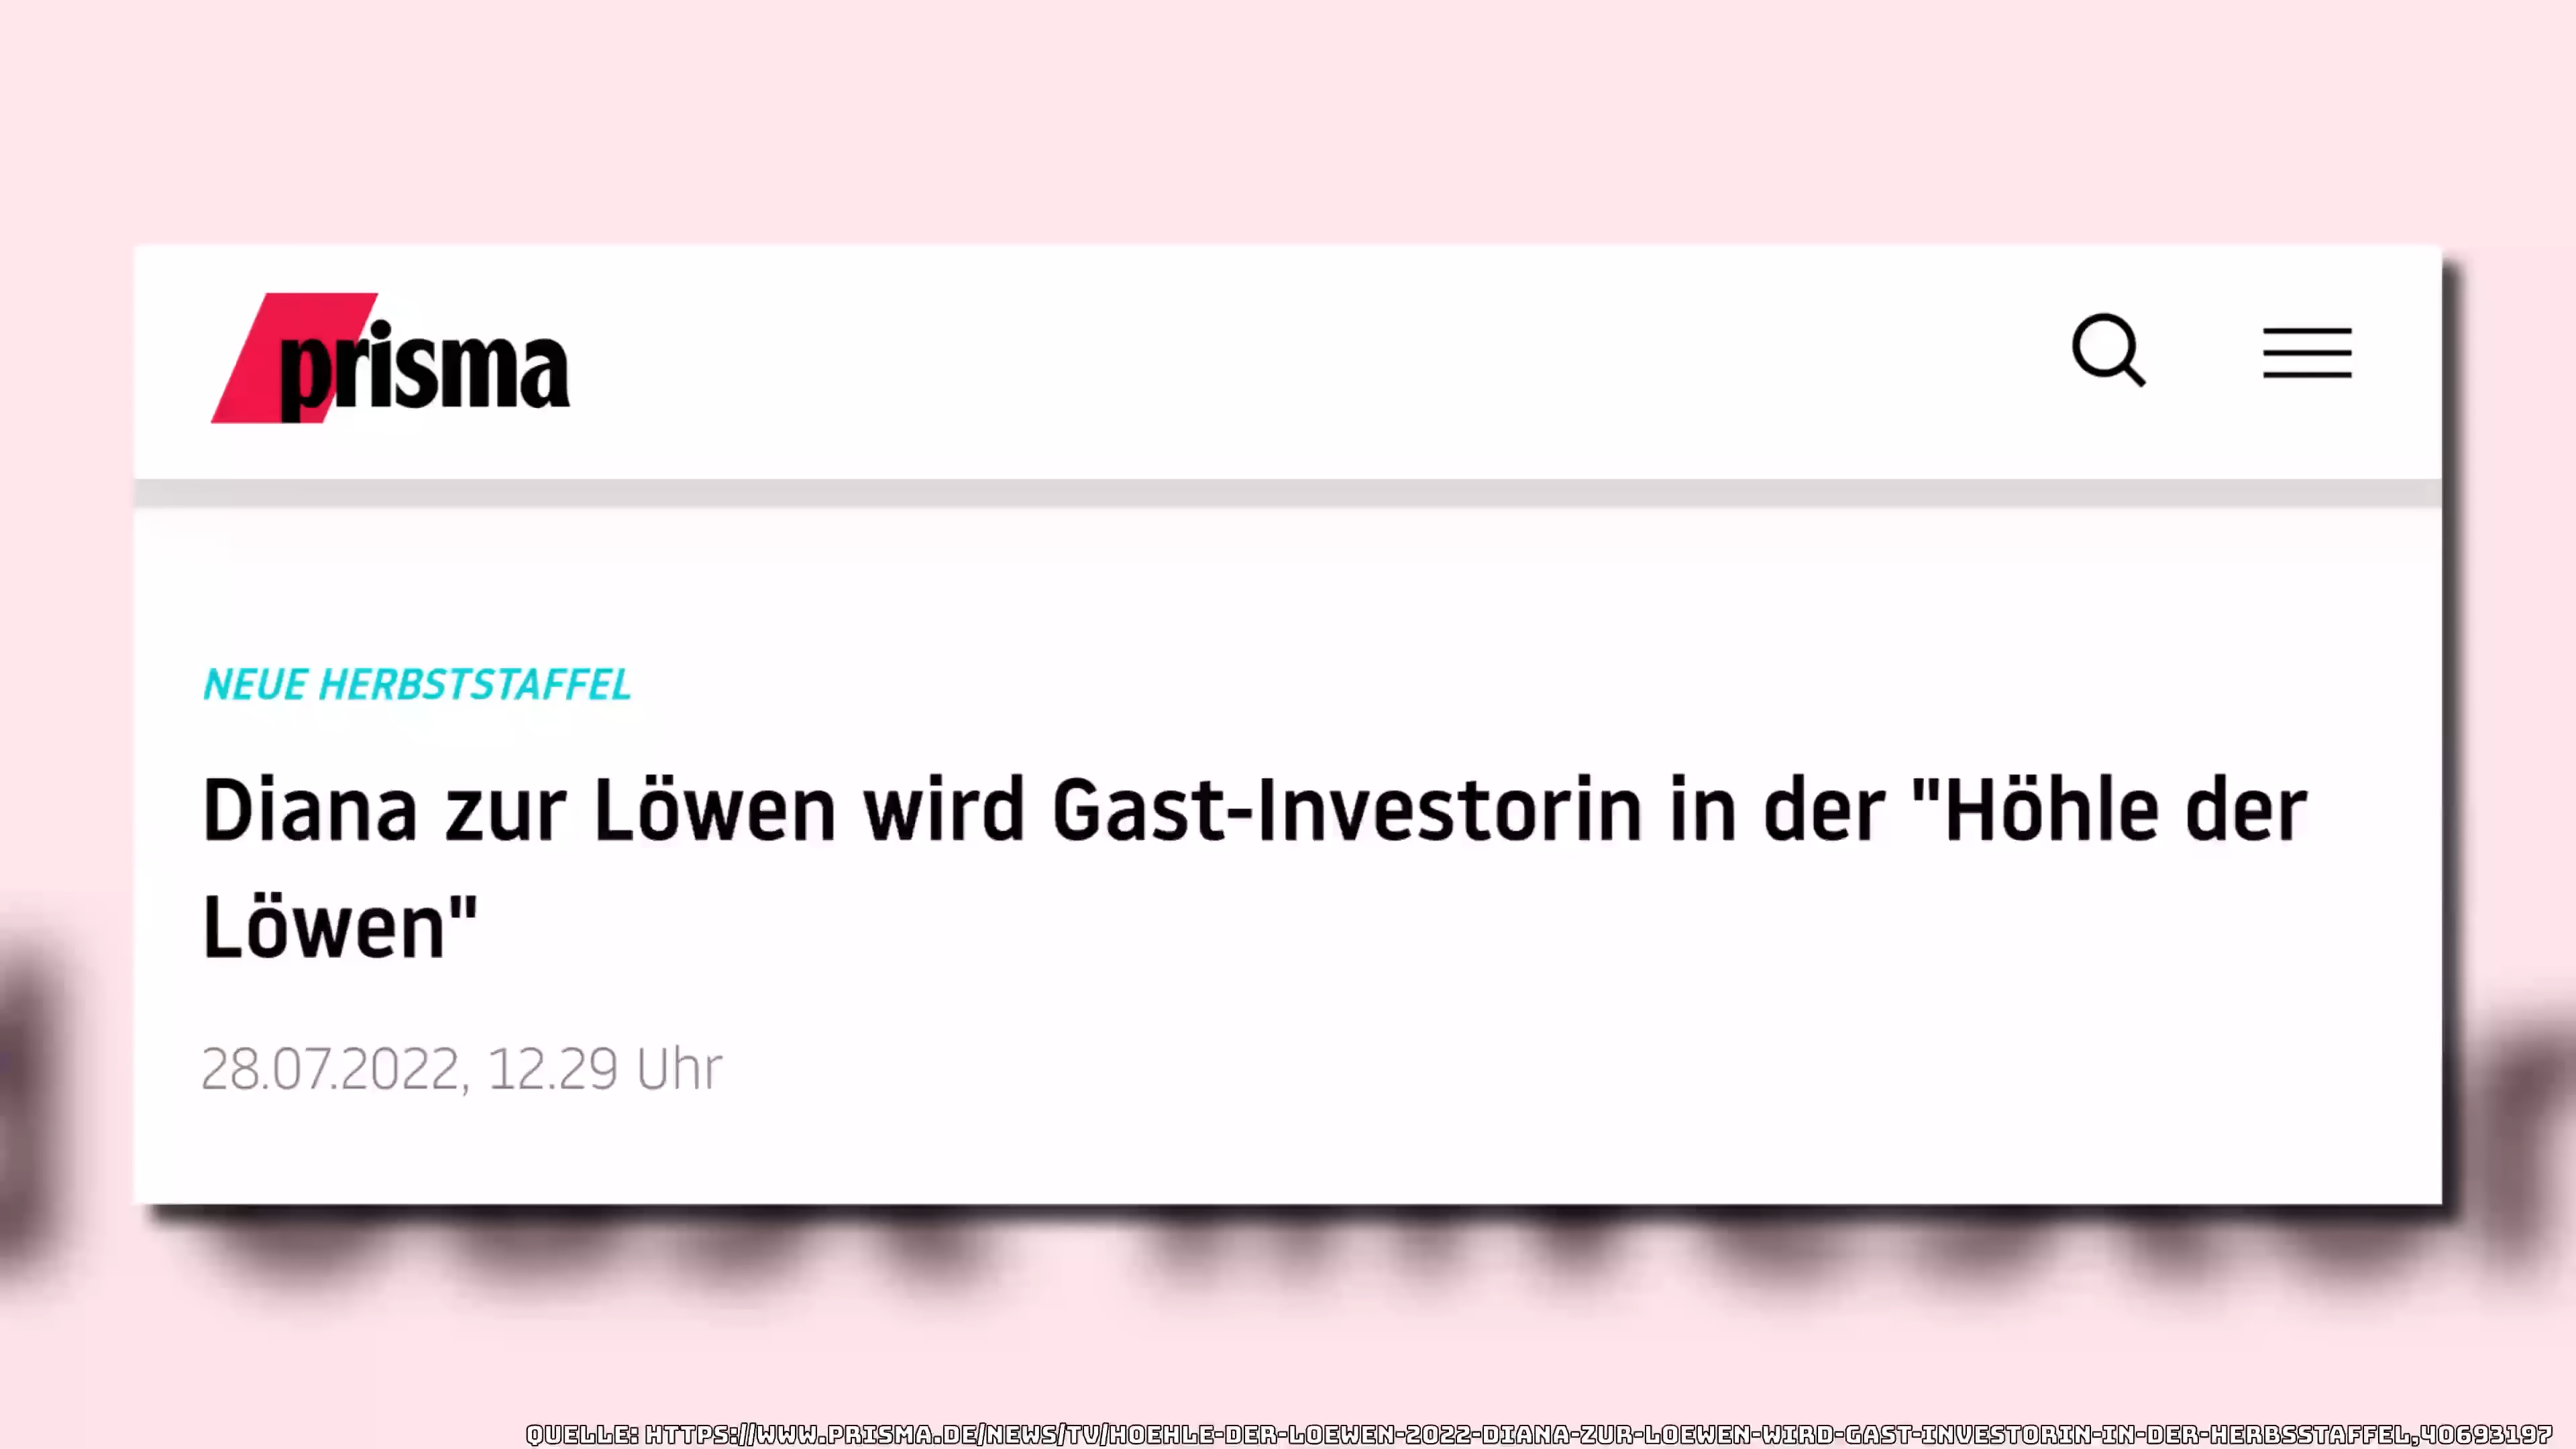 prisma
NEUE HERBSTSTAFFEL
Diana zur Löwen wird Gast-Investorin in der "Höhle der
Löwen"
28.07.2022, 12.29 Uhr
QUELLE: HTTPS://WWW.PRISMA.DE/NEWS/TV/HOEHLE-DER-LOEWEN-2022-DIANA-ZUR-LOEWEN-WIRD-GAST-INVESTORIN-IN-DER-HERBSSTAFFEL,40693197